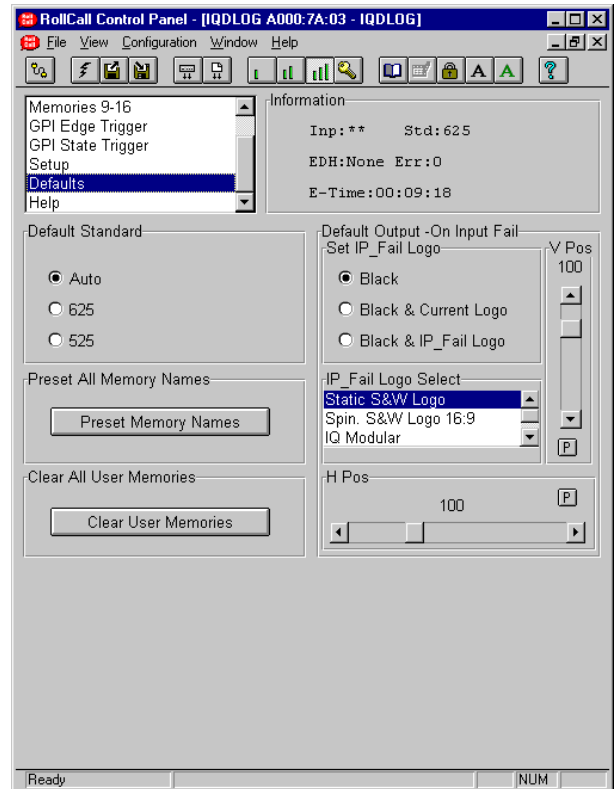 RollCall Control Panel - [IQDLOG A000:7A:03 - IQDLOG]
File View Configuration Window Help
A A ?
Memories 9-16
GPI Edge Trigger
GPI State Trigger
Setup
Defaults
Help
Information
Inp:** Std:625
EDH:None Err:0
E-Time:00:09:18
Default Standard
Auto
625
525
Preset All Memory Names
Preset Memory Names
Clear All User Memories
Clear User Memories
Default Output -On Input Fail
Set IP_Fail Logo
Black
Black & Current Logo
Black & IP_Fail Logo
V Pos
100
P
IP_Fail Logo Select
Static S&W Logo
Spin. S&W Logo 16:9
IQ Modular
H Pos
100
P
Ready
NUM